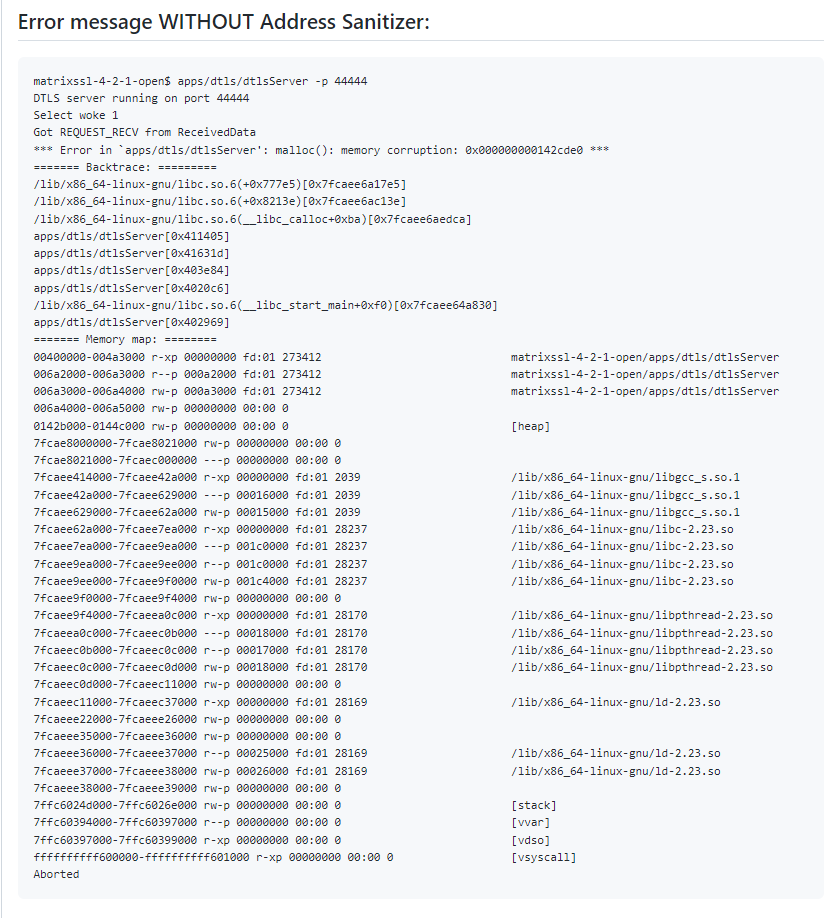 Error message WITHOUT Address Sanitizer:
matrixssl-4-2-1-open$ apps/dtls/dtlsServer -p 44444
DTLS server running on port 44444
Select woke 1
Got REQUEST_RECV from ReceivedData
*** Error in `apps/dtls/dtlsServer': malloc(): memory corruption: 0x000000000142cde0 ***
======= Backtrace: =========
/lib/x86_64-linux-gnu/libc.so.6(+0x777e5)[0x7fcaee6a17e5]
/lib/x86_64-linux-gnu/libc.so.6(+0x8213e)[0x7fcaee6ac13e]
/lib/x86_64-linux-gnu/libc.so.6(__libc_calloc+0xba)[0x7fcaee6aedca]
apps/dtls/dtlsServer[0x411405]
apps/dtls/dtlsServer[0x41631d]
apps/dtls/dtlsServer[0x403e84]
apps/dtls/dtlsServer[0x4020c6]
/lib/x86_64-linux-gnu/libc.so.6(__libc_start_main+0xf0)[0x7fcaee64a830]
apps/dtls/dtlsServer[0x402969]
======= Memory map: ========
00400000-004a3000 r-xp 00000000 fd:01 273412 matrixssl-4-2-1-open/apps/dtls/dtlsServer
006a2000-006a3000 r--p 000a2000 fd:01 273412 matrixssl-4-2-1-open/apps/dtls/dtlsServer
006a3000-006a4000 rw-p 000a3000 fd:01 273412 matrixssl-4-2-1-open/apps/dtls/dtlsServer
006a4000-006a5000 rw-p 00000000 00:00 0
0142b000-0144c000 rw-p 00000000 00:00 0 [heap]
7fcae8000000-7fcae8021000 rw-p 00000000 00:00 0
7fcae8021000-7fcaec000000 ---p 00000000 00:00 0
7fcaee414000-7fcaee42a000 r-xp 00000000 fd:01 2039 /lib/x86_64-linux-gnu/libgcc_s.so.1
7fcaee42a000-7fcaee629000 ---p 00016000 fd:01 2039 /lib/x86_64-linux-gnu/libgcc_s.so.1
7fcaee629000-7fcaee62a000 rw-p 00015000 fd:01 2039 /lib/x86_64-linux-gnu/libgcc_s.so.1
7fcaee62a000-7fcaee7ea000 r-xp 00000000 fd:01 28237 /lib/x86_64-linux-gnu/libc-2.23.so
7fcaee7ea000-7fcaee9ea000 ---p 001c0000 fd:01 28237 /lib/x86_64-linux-gnu/libc-2.23.so
7fcaee9ea000-7fcaee9ee000 r--p 001c0000 fd:01 28237 /lib/x86_64-linux-gnu/libc-2.23.so
7fcaee9ee000-7fcaee9f0000 rw-p 001c4000 fd:01 28237 /lib/x86_64-linux-gnu/libc-2.23.so
7fcaee9f0000-7fcaee9f4000 rw-p 00000000 00:00 0
7fcaee9f4000-7fcaeea0c000 r-xp 00000000 fd:01 28170 /lib/x86_64-linux-gnu/libpthread-2.23.so
7fcaeea0c000-7fcaeec0b000 ---p 00018000 fd:01 28170 /lib/x86_64-linux-gnu/libpthread-2.23.so
7fcaeec0b000-7fcaeec0c000 r--p 00017000 fd:01 28170 /lib/x86_64-linux-gnu/libpthread-2.23.so
7fcaeec0c000-7fcaeec0d000 rw-p 00018000 fd:01 28170 /lib/x86_64-linux-gnu/libpthread-2.23.so
7fcaeec0d000-7fcaeec11000 rw-p 00000000 00:00 0
7fcaeec11000-7fcaeec37000 r-xp 00000000 fd:01 28169 /lib/x86_64-linux-gnu/ld-2.23.so
7fcaeee22000-7fcaeee26000 rw-p 00000000 00:00 0
7fcaeee35000-7fcaeee36000 rw-p 00000000 00:00 0
7fcaeee36000-7fcaeee37000 r--p 00025000 fd:01 28169 /lib/x86_64-linux-gnu/ld-2.23.so
7fcaeee37000-7fcaeee38000 rw-p 00026000 fd:01 28169 /lib/x86_64-linux-gnu/ld-2.23.so
7fcaeee38000-7fcaeee39000 rw-p 00000000 00:00 0
7ffc6024d000-7ffc6026e000 rw-p 00000000 00:00 0 [stack]
7ffc60394000-7ffc60397000 r--p 00000000 00:00 0 [vvar]
7ffc60397000-7ffc60399000 r-xp 00000000 00:00 0 [vdso]
ffffffffff600000-ffffffffff601000 r-xp 00000000 00:00 0 [vsyscall]
Aborted